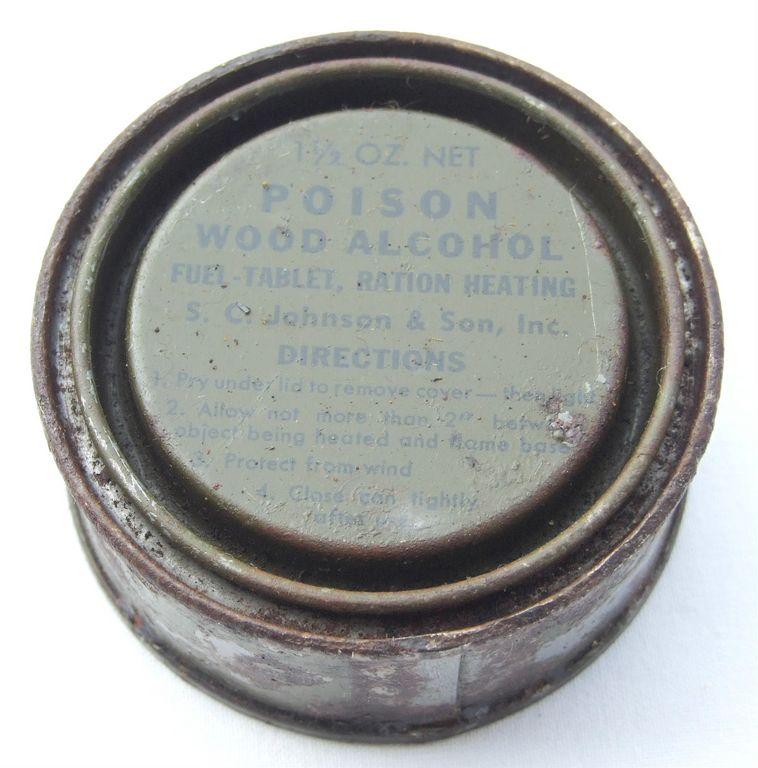 1½ OZ. NET
POISON
WOOD ALCOHOL
FUEL-TABLET, RATION HEATING
S. C. Johnson & Son, Inc.
DIRECTIONS
1. Pry under lid to remove cover — then light
2. Allow not more than 2"
object being heated and flame base
3. Protect from wind
4. Close can tightly
after